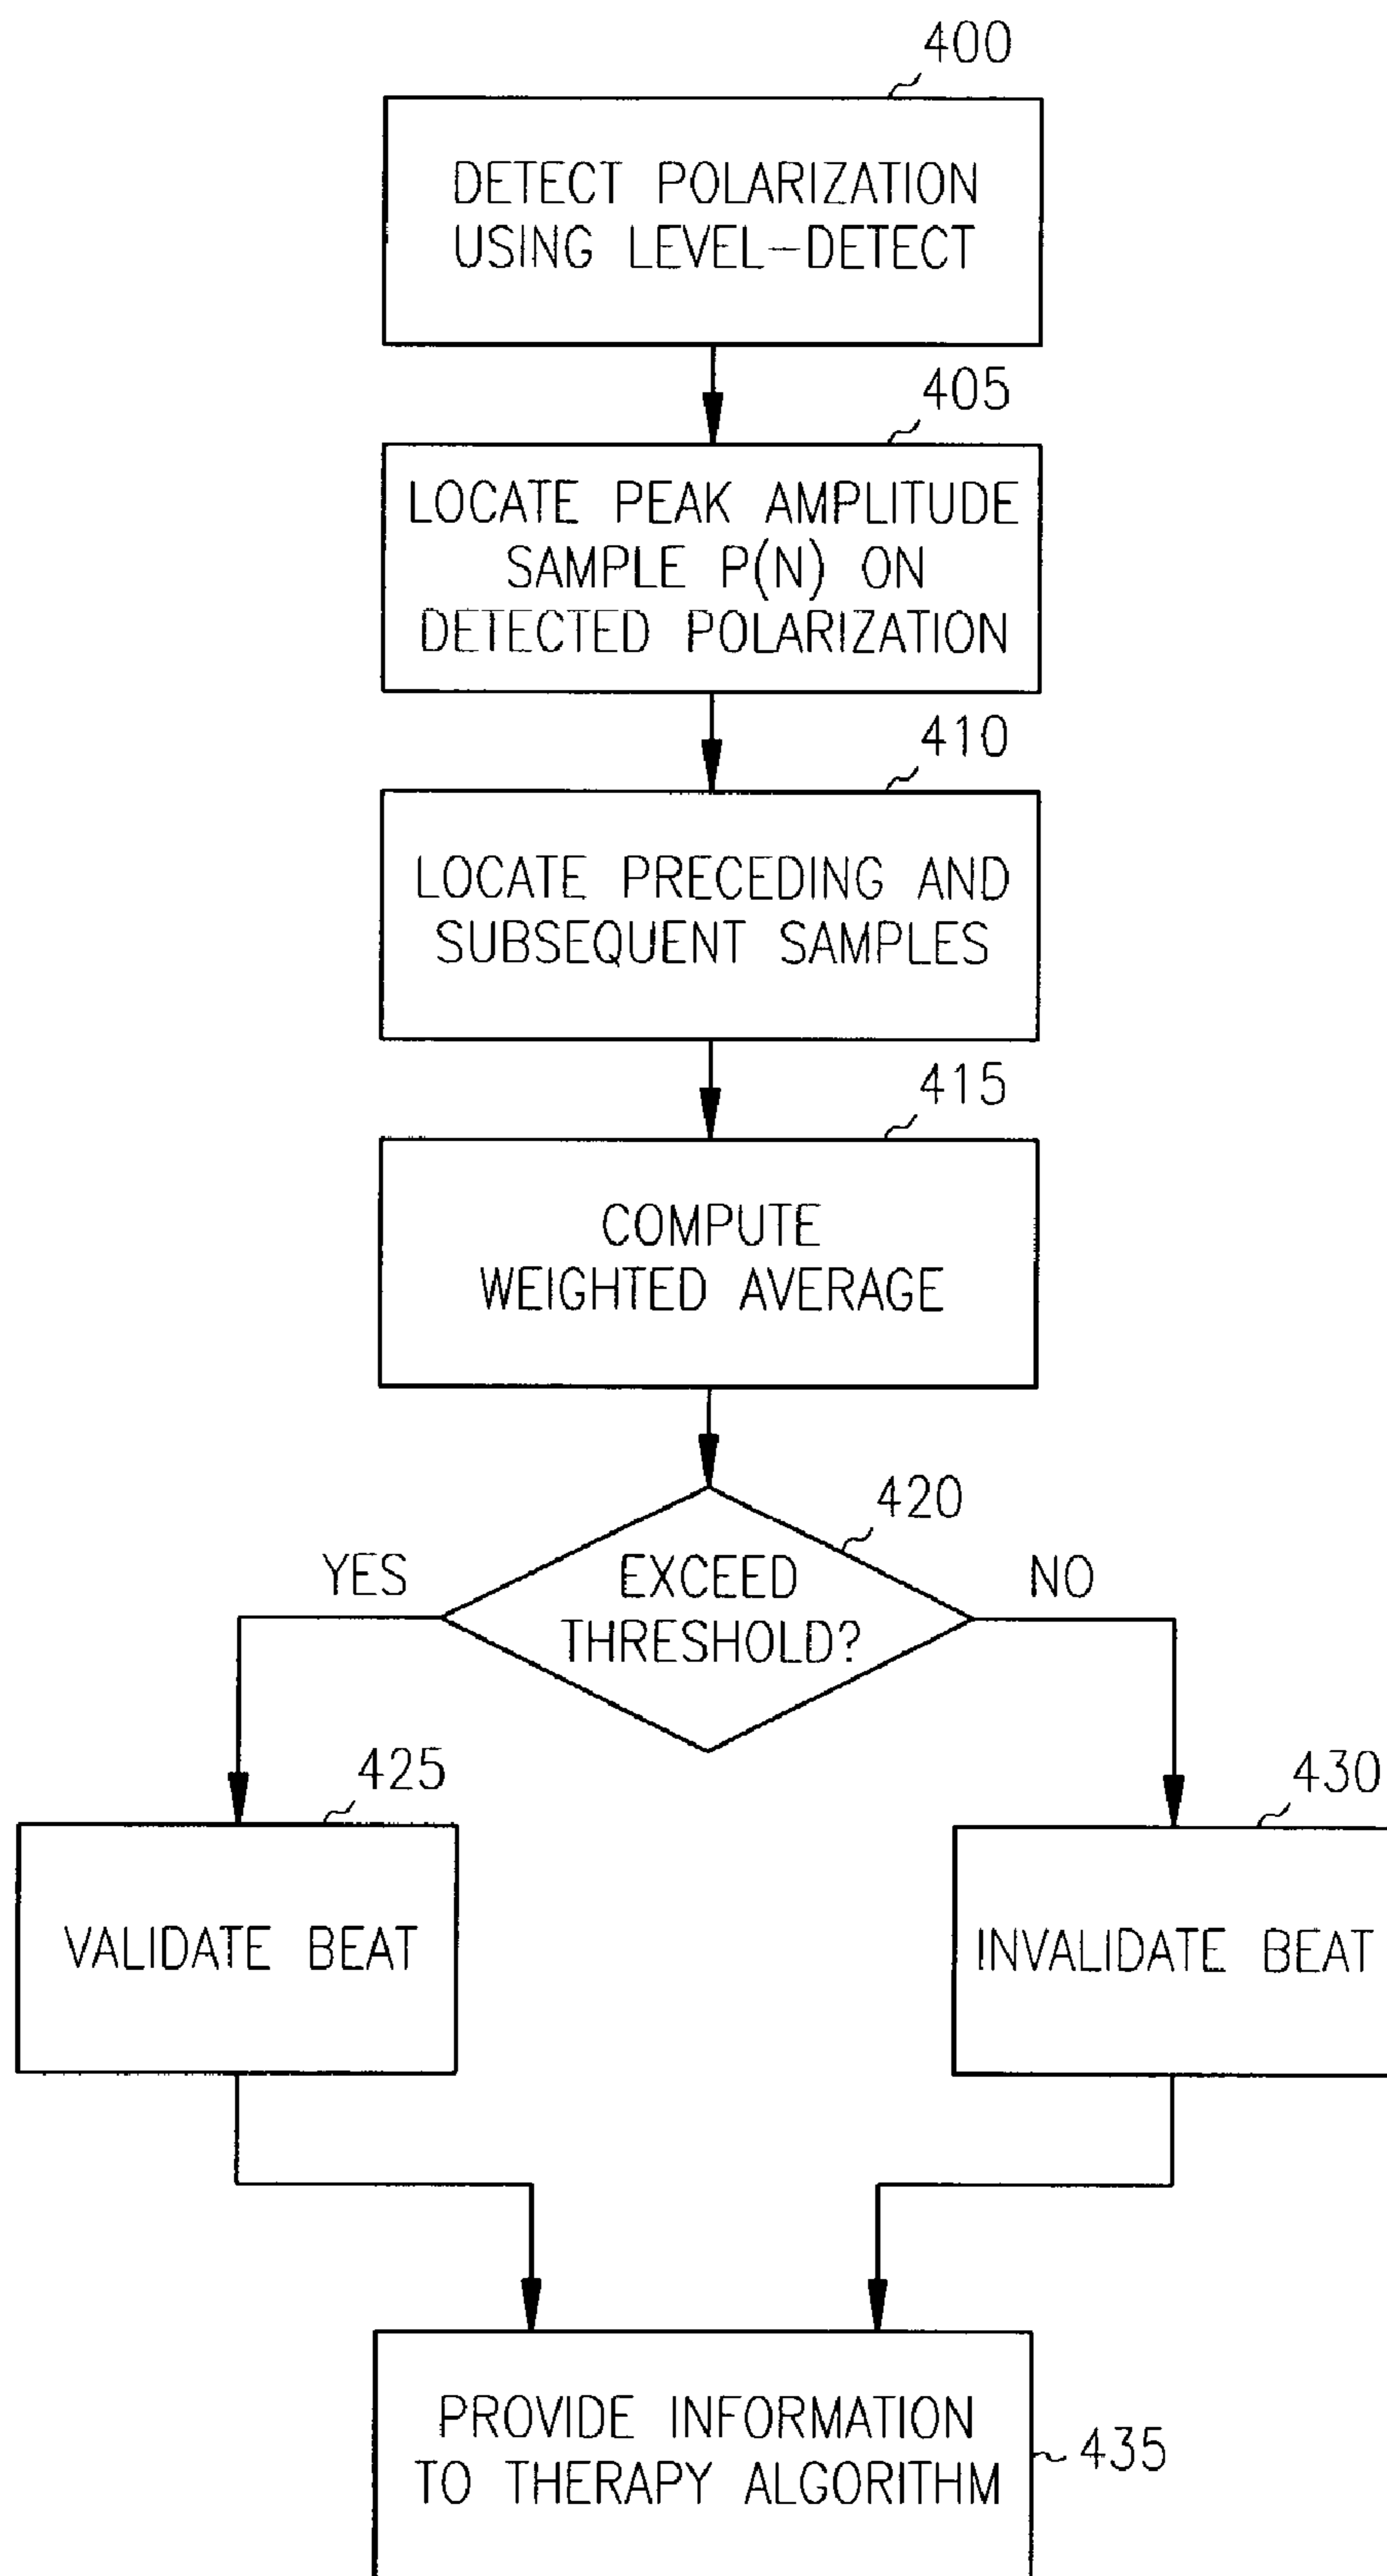 400
DETECT POLARIZATION
USING LEVEL-DETECT
405
LOCATE PEAK AMPLITUDE
SAMPLE P(N) ON
DETECTED POLARIZATION
410
LOCATE PRECEDING AND
SUBSEQUENT SAMPLES
415
COMPUTE
WEIGHTED AVERAGE
420
YES
EXCEED
THRESHOLD?
NO
425
VALIDATE BEAT
430
INVALIDATE BEAT
PROVIDE INFORMATION
TO THERAPY ALGORITHM
435